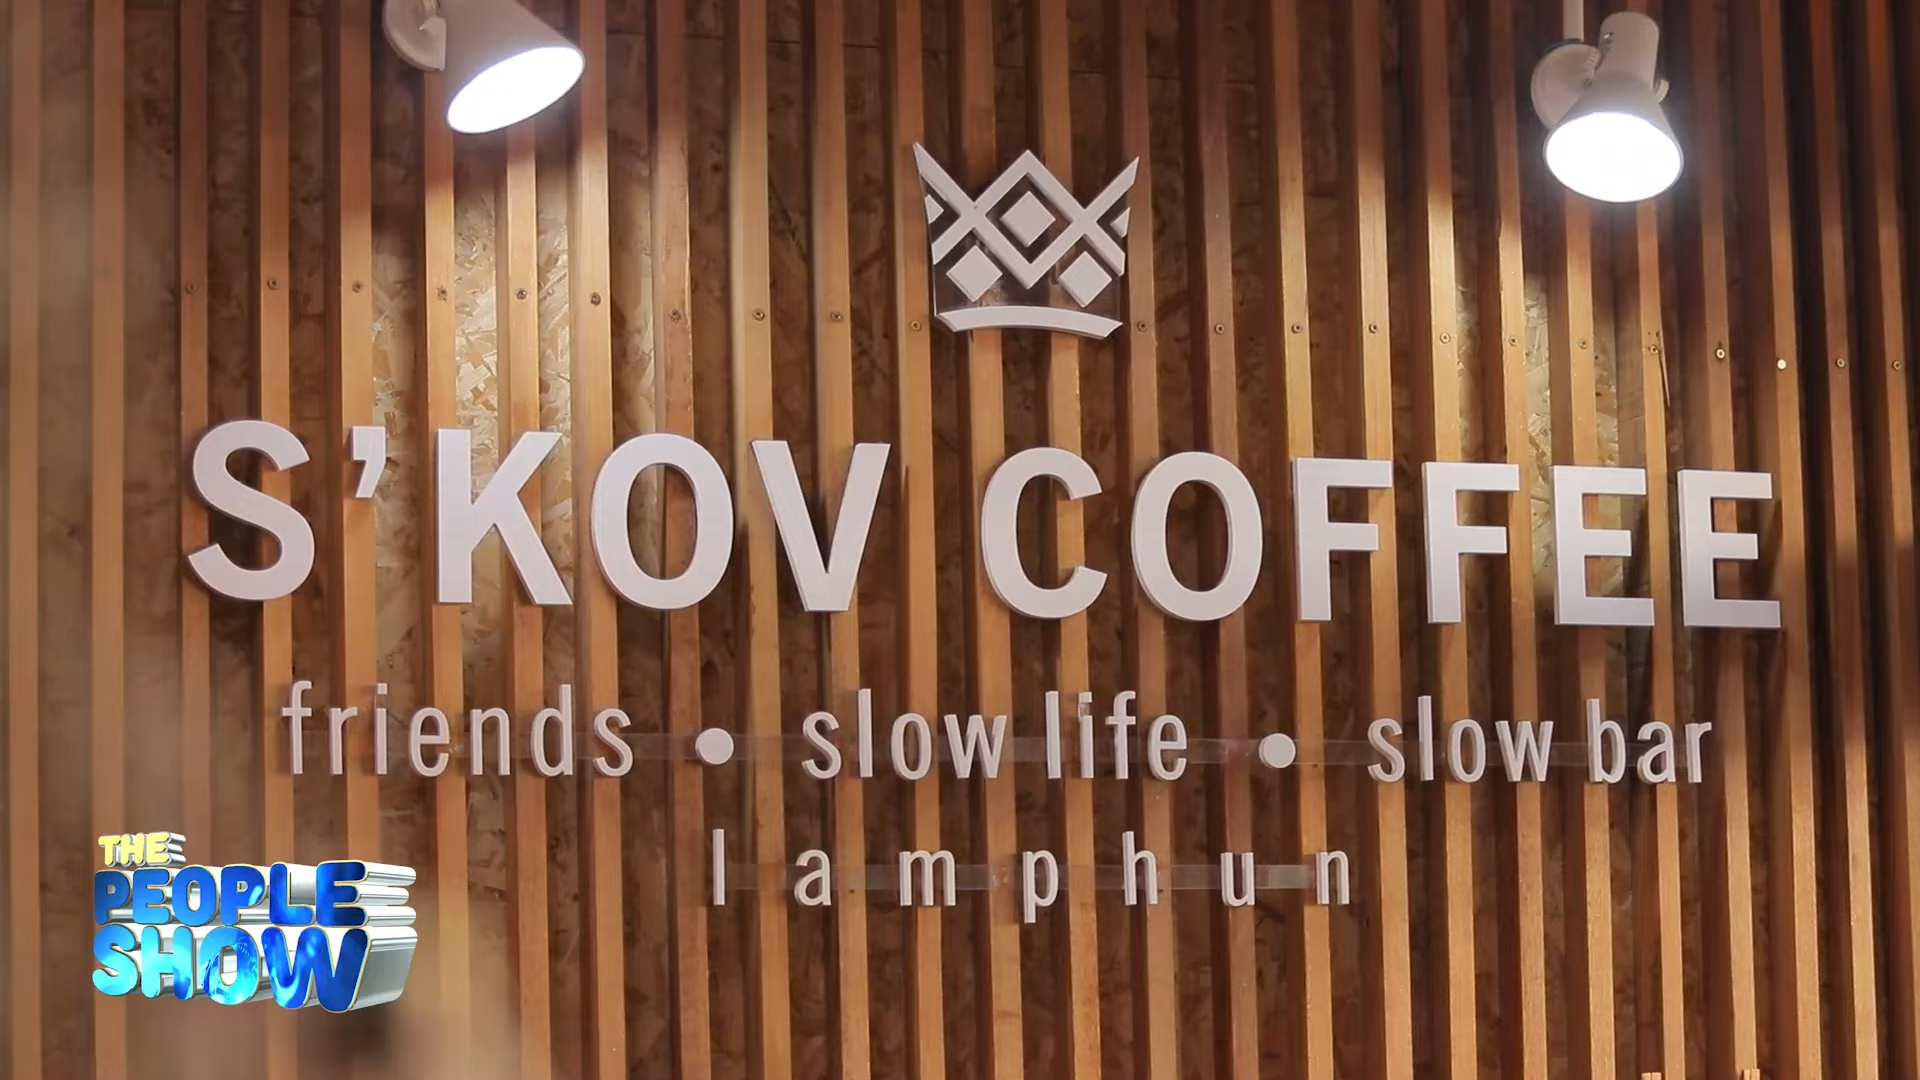 S'KOV COFFEE
friends • slow life • slow bar
lamphun
THE
PEOPLE
SHOW